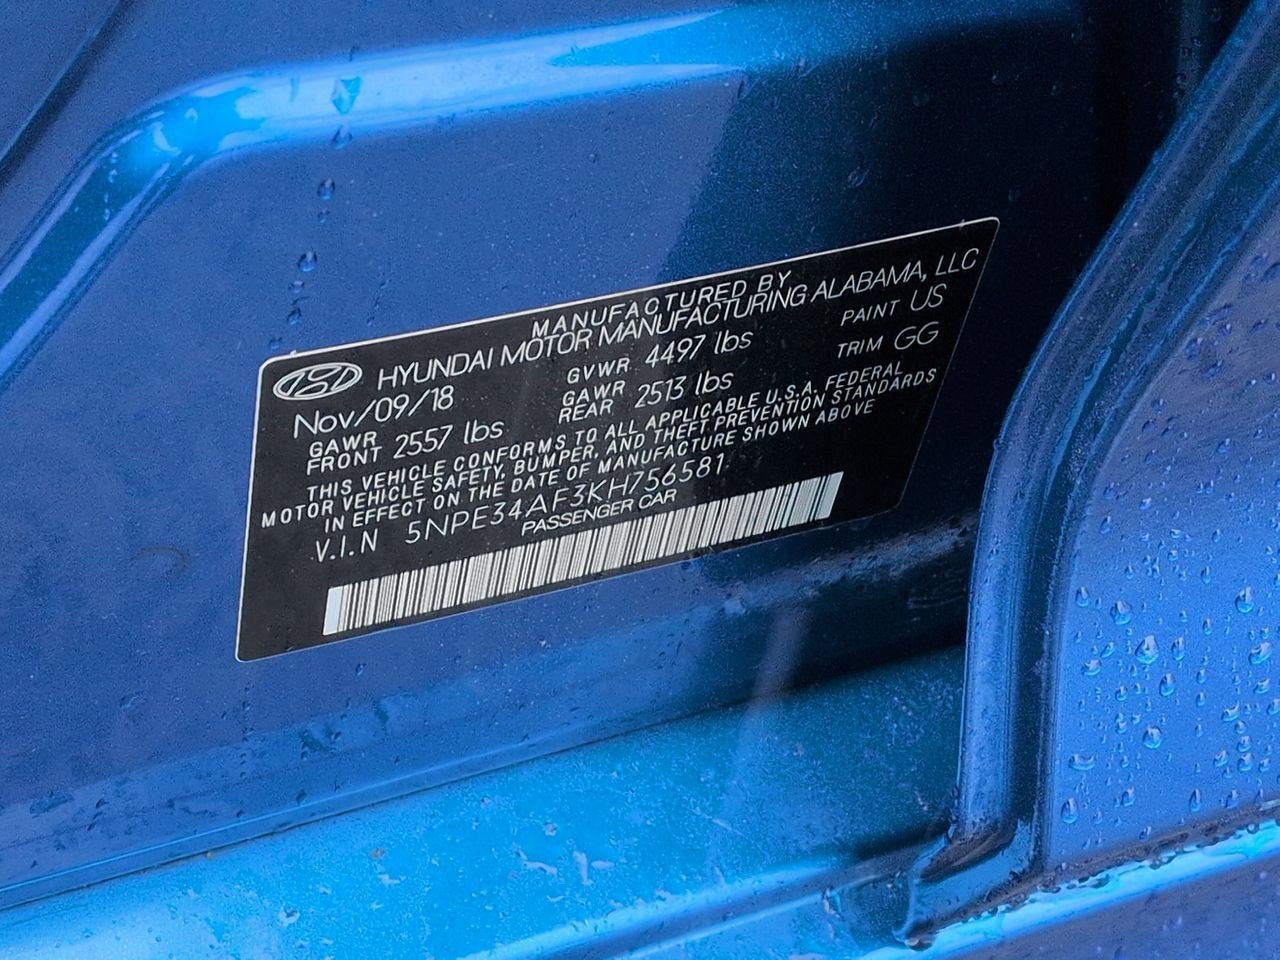 MANUFACTURED BY
HYUNDAI MOTOR MANUFACTURING ALABAMA, LLC
Nov/09/18 GVWR 4497 lbs PAINT US
GAWR FRONT 2557 lbs GAWR REAR 2513 lbs TRIM GG
THIS VEHICLE CONFORMS TO ALL APPLICABLE U.S.A. FEDERAL
MOTOR VEHICLE SAFETY, BUMPER, AND THEFT PREVENTION STANDARDS
IN EFFECT ON THE DATE OF MANUFACTURE SHOWN ABOVE
V.I.N 5NPE34AF3KH756581
PASSENGER CAR